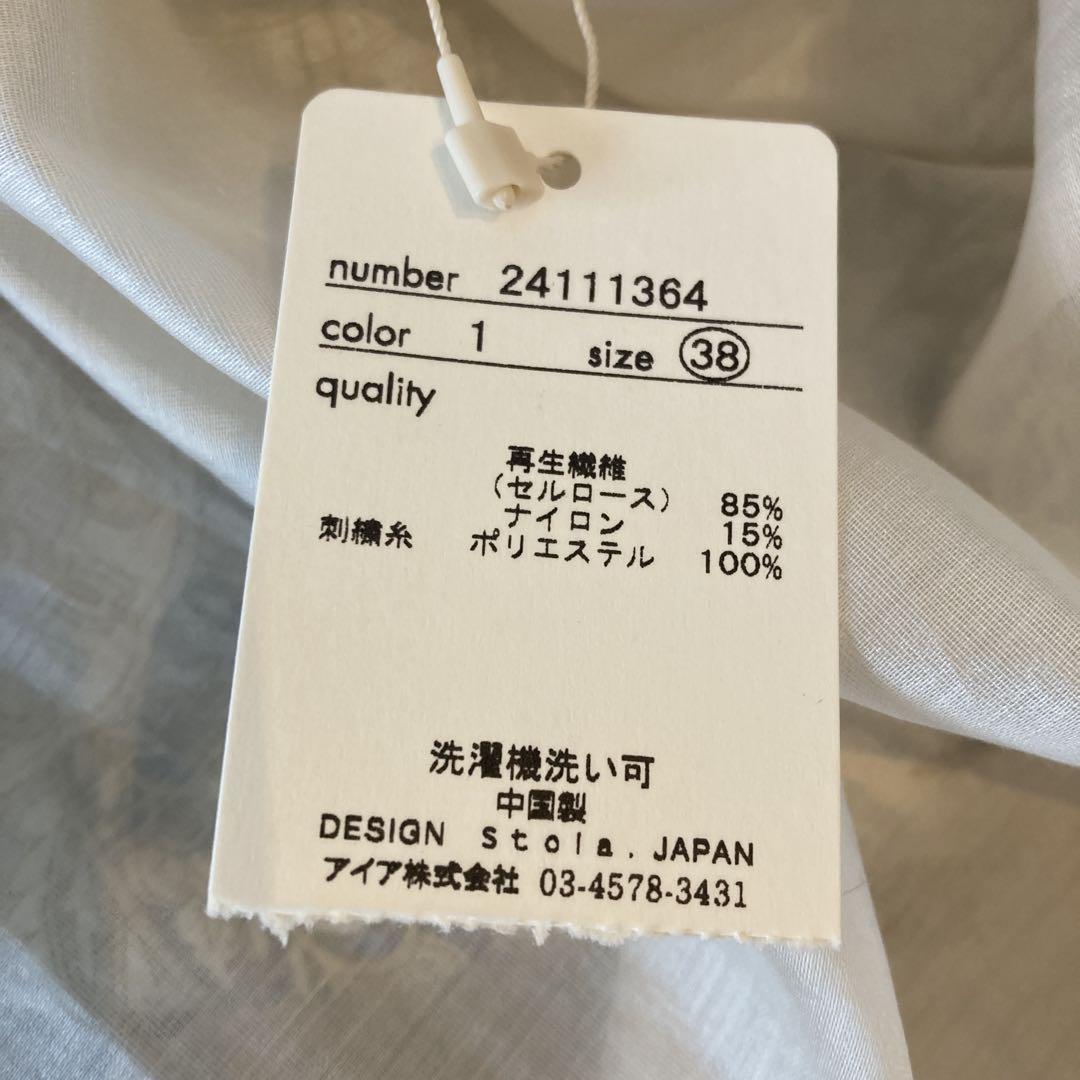 number 24111364
color 1 size 38
quality
再生繊維
(セルロース) 85%
ナイロン 15%
刺繍糸 ポリエステル 100%
洗濯機洗い可
中国製
DESIGN Stola. JAPAN
アイア株式会社 03-4578-3431